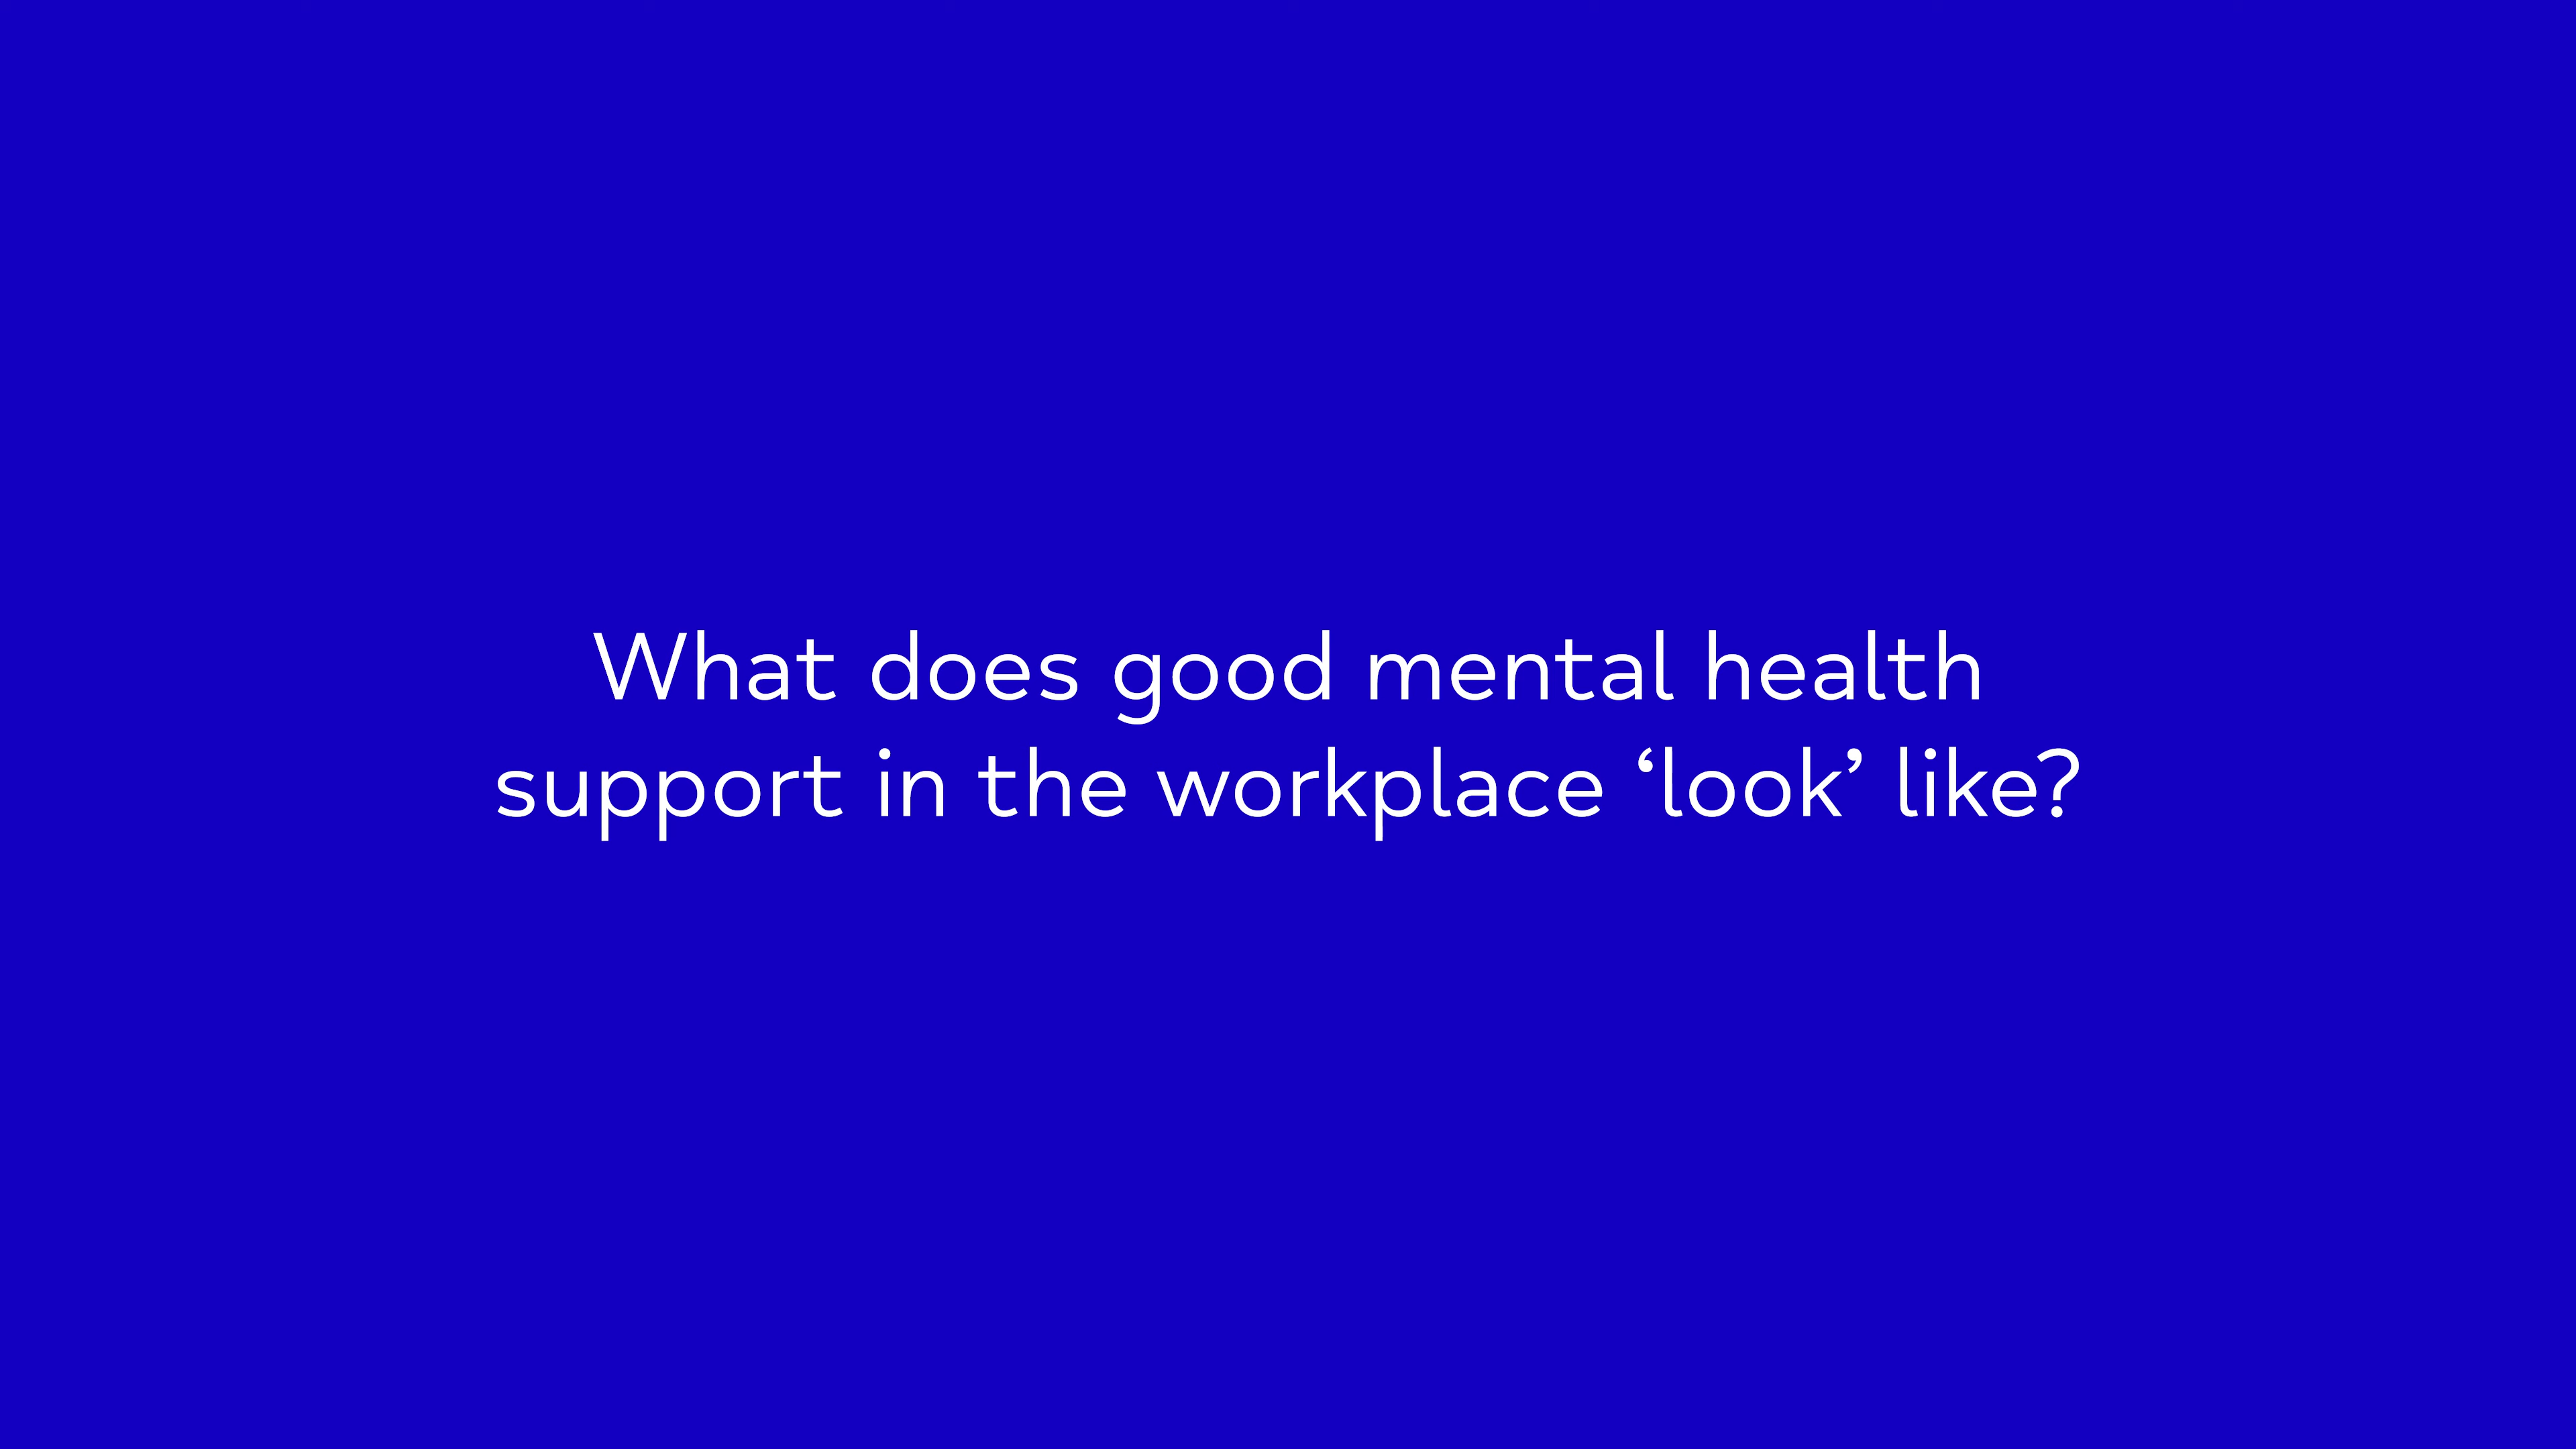 What does good mental health
support in the workplace ‘look’ like?